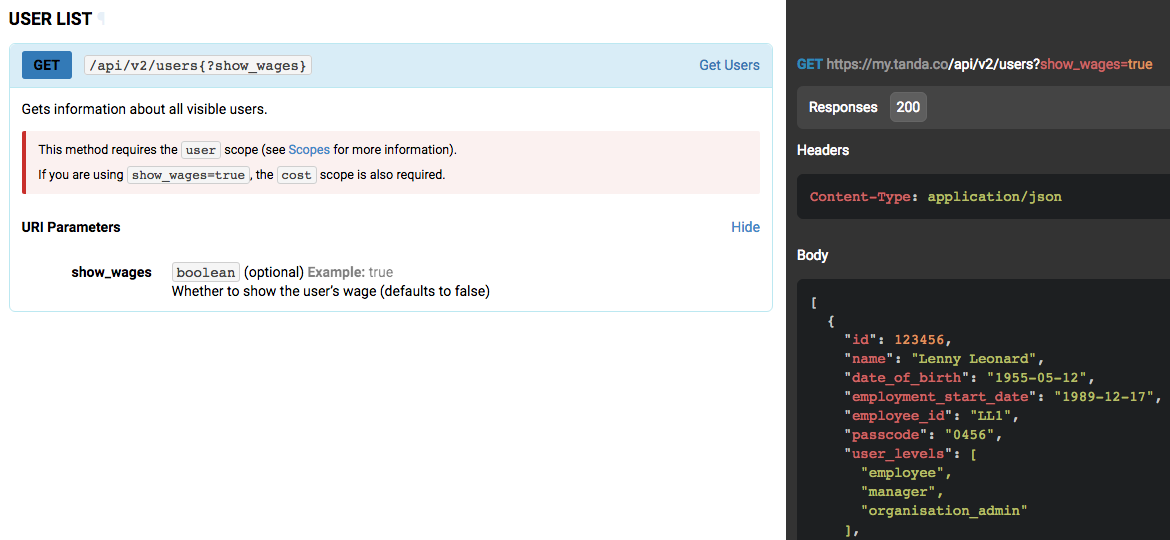 USER LIST ¶
GET /api/v2/users{?show_wages} Get Users
Gets information about all visible users.
This method requires the user scope (see Scopes for more information).
If you are using show_wages=true, the cost scope is also required.
URI Parameters Hide
show_wages boolean (optional) Example: true
Whether to show the user's wage (defaults to false)
GET https://my.tanda.co/api/v2/users?show_wages=true
Responses 200
Headers
Content-Type: application/json
Body
[
{
"id": 123456,
"name": "Lenny Leonard",
"date_of_birth": "1955-05-12",
"employment_start_date": "1989-12-17",
"employee_id": "LL1",
"passcode": "0456",
"user_levels": [
"employee",
"manager",
"organisation_admin"
],